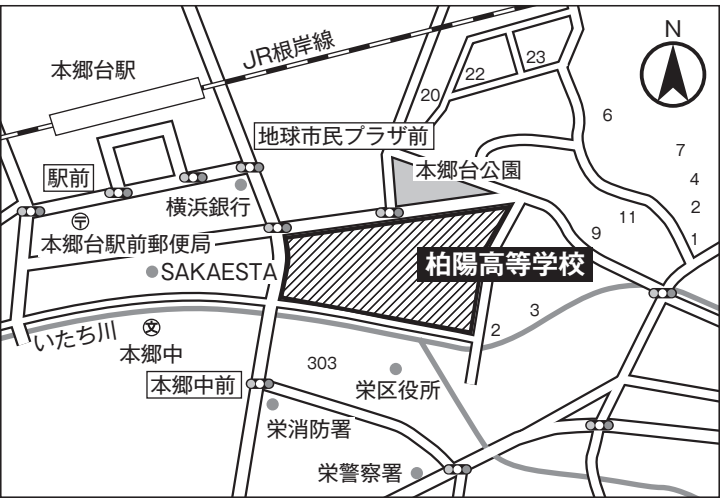 N
JR根岸線
本郷台駅
23
22
20
6
地球市民プラザ前
7
本郷台公園
4
駅前
横浜銀行
2
11
〒
9
1
本郷台駅前郵便局
柏陽高等学校
SAKAESTA
3
2
いたち川
文
本郷中
303
本郷中前
栄区役所
栄消防署
栄警察署